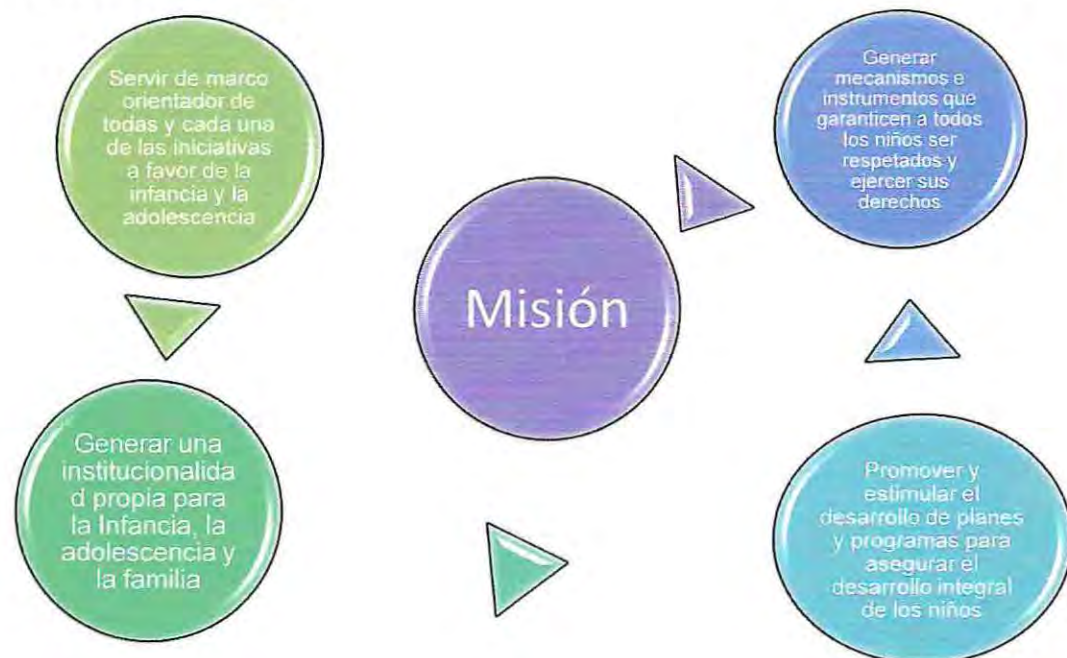 Servir de marco
orientador de
todas y cada una
de las iniciativas
a favor de la
infancia y la
adolescencia
Generar una
institucionalida
d propia para
la Infancia, la
adolescencia y
la familia
Misión
Generar
mecanismos e
instrumentos que
garanticen a todos
los niños ser
respetados y
ejercer sus
derechos
Promover y
estimular el
desarrollo de planes
y programas para
asegurar el
desarrollo integral
de los niños